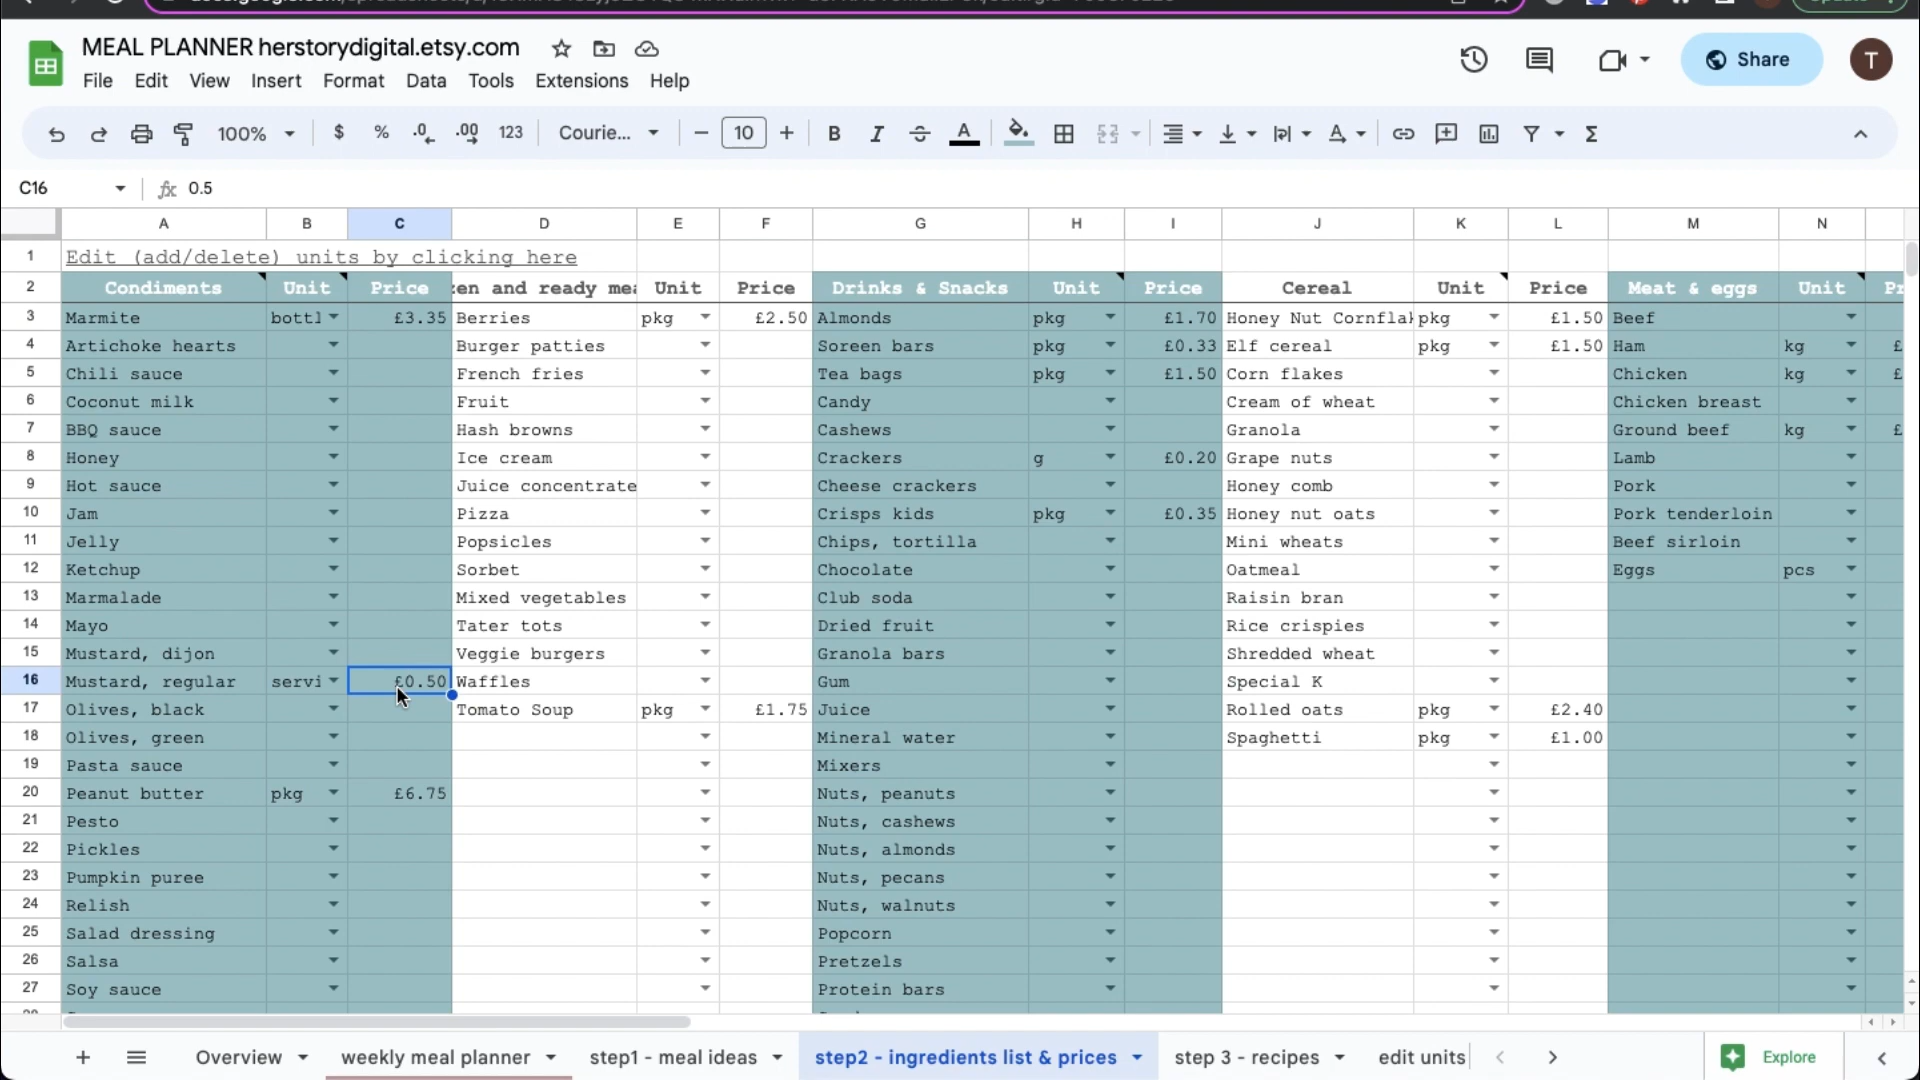 MEAL PLANNER herstorydigital.etsy.com
Share
T
File Edit View Insert Format Data Tools Extensions Help
100% $ % .0 .00 123 Courie... 10 B I A
C16 fx 0.5
A B C D E F G H I J K L M N
1 Edit (add/delete) units by clicking here
2 Condiments Unit Price zen and ready mea Unit Price Drinks & Snacks Unit Price Cereal Unit Price Meat & eggs Unit Pr
3 Marmite bottl £3.35 Berries pkg £2.50 Almonds pkg £1.70 Honey Nut Cornflak pkg £1.50 Beef
4 Artichoke hearts Burger patties Soreen bars pkg £0.33 Elf cereal pkg £1.50 Ham kg £
5 Chili sauce French fries Tea bags pkg £1.50 Corn flakes Chicken kg £
6 Coconut milk Fruit Candy Cream of wheat Chicken breast
7 BBQ sauce Hash browns Cashews Granola Ground beef kg £
8 Honey Ice cream Crackers g £0.20 Grape nuts Lamb
9 Hot sauce Juice concentrate Cheese crackers Honey comb Pork
10 Jam Pizza Crisps kids pkg £0.35 Honey nut oats Pork tenderloin
11 Jelly Popsicles Chips, tortilla Mini wheats Beef sirloin
12 Ketchup Sorbet Chocolate Oatmeal Eggs pcs
13 Marmalade Mixed vegetables Club soda Raisin bran
14 Mayo Tater tots Dried fruit Rice crispies
15 Mustard, dijon Veggie burgers Granola bars Shredded wheat
16 Mustard, regular servi £0.50 Waffles Gum Special K
17 Olives, black Tomato Soup pkg £1.75 Juice Rolled oats pkg £2.40
18 Olives, green Mineral water Spaghetti pkg £1.00
19 Pasta sauce Mixers
20 Peanut butter pkg £6.75 Nuts, peanuts
21 Pesto Nuts, cashews
22 Pickles Nuts, almonds
23 Pumpkin puree Nuts, pecans
24 Relish Nuts, walnuts
25 Salad dressing Popcorn
26 Salsa Pretzels
27 Soy sauce Protein bars
Overview weekly meal planner step1 - meal ideas step2 - ingredients list & prices step 3 - recipes edit units Explore